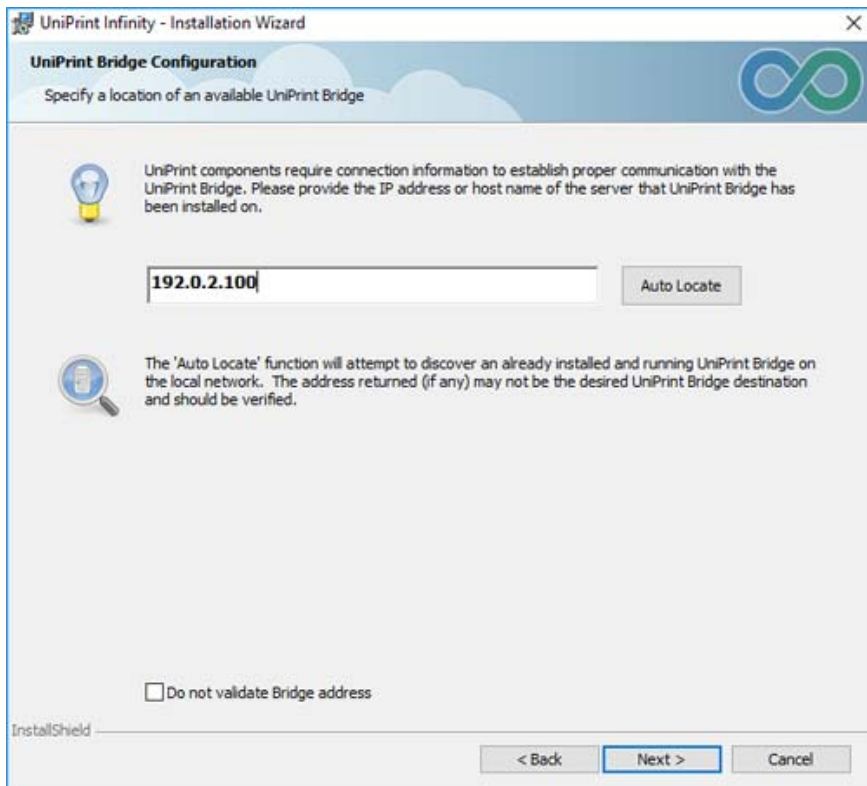 UniPrint Infinity - Installation Wizard
UniPrint Bridge Configuration
Specify a location of an available UniPrint Bridge
UniPrint components require connection information to establish proper communication with the
UniPrint Bridge. Please provide the IP address or host name of the server that UniPrint Bridge has
been installed on.
192.0.2.100
Auto Locate
The 'Auto Locate' function will attempt to discover an already installed and running UniPrint Bridge on
the local network. The address returned (if any) may not be the desired UniPrint Bridge destination
and should be verified.
Do not validate Bridge address
InstallShield
< Back
Next >
Cancel